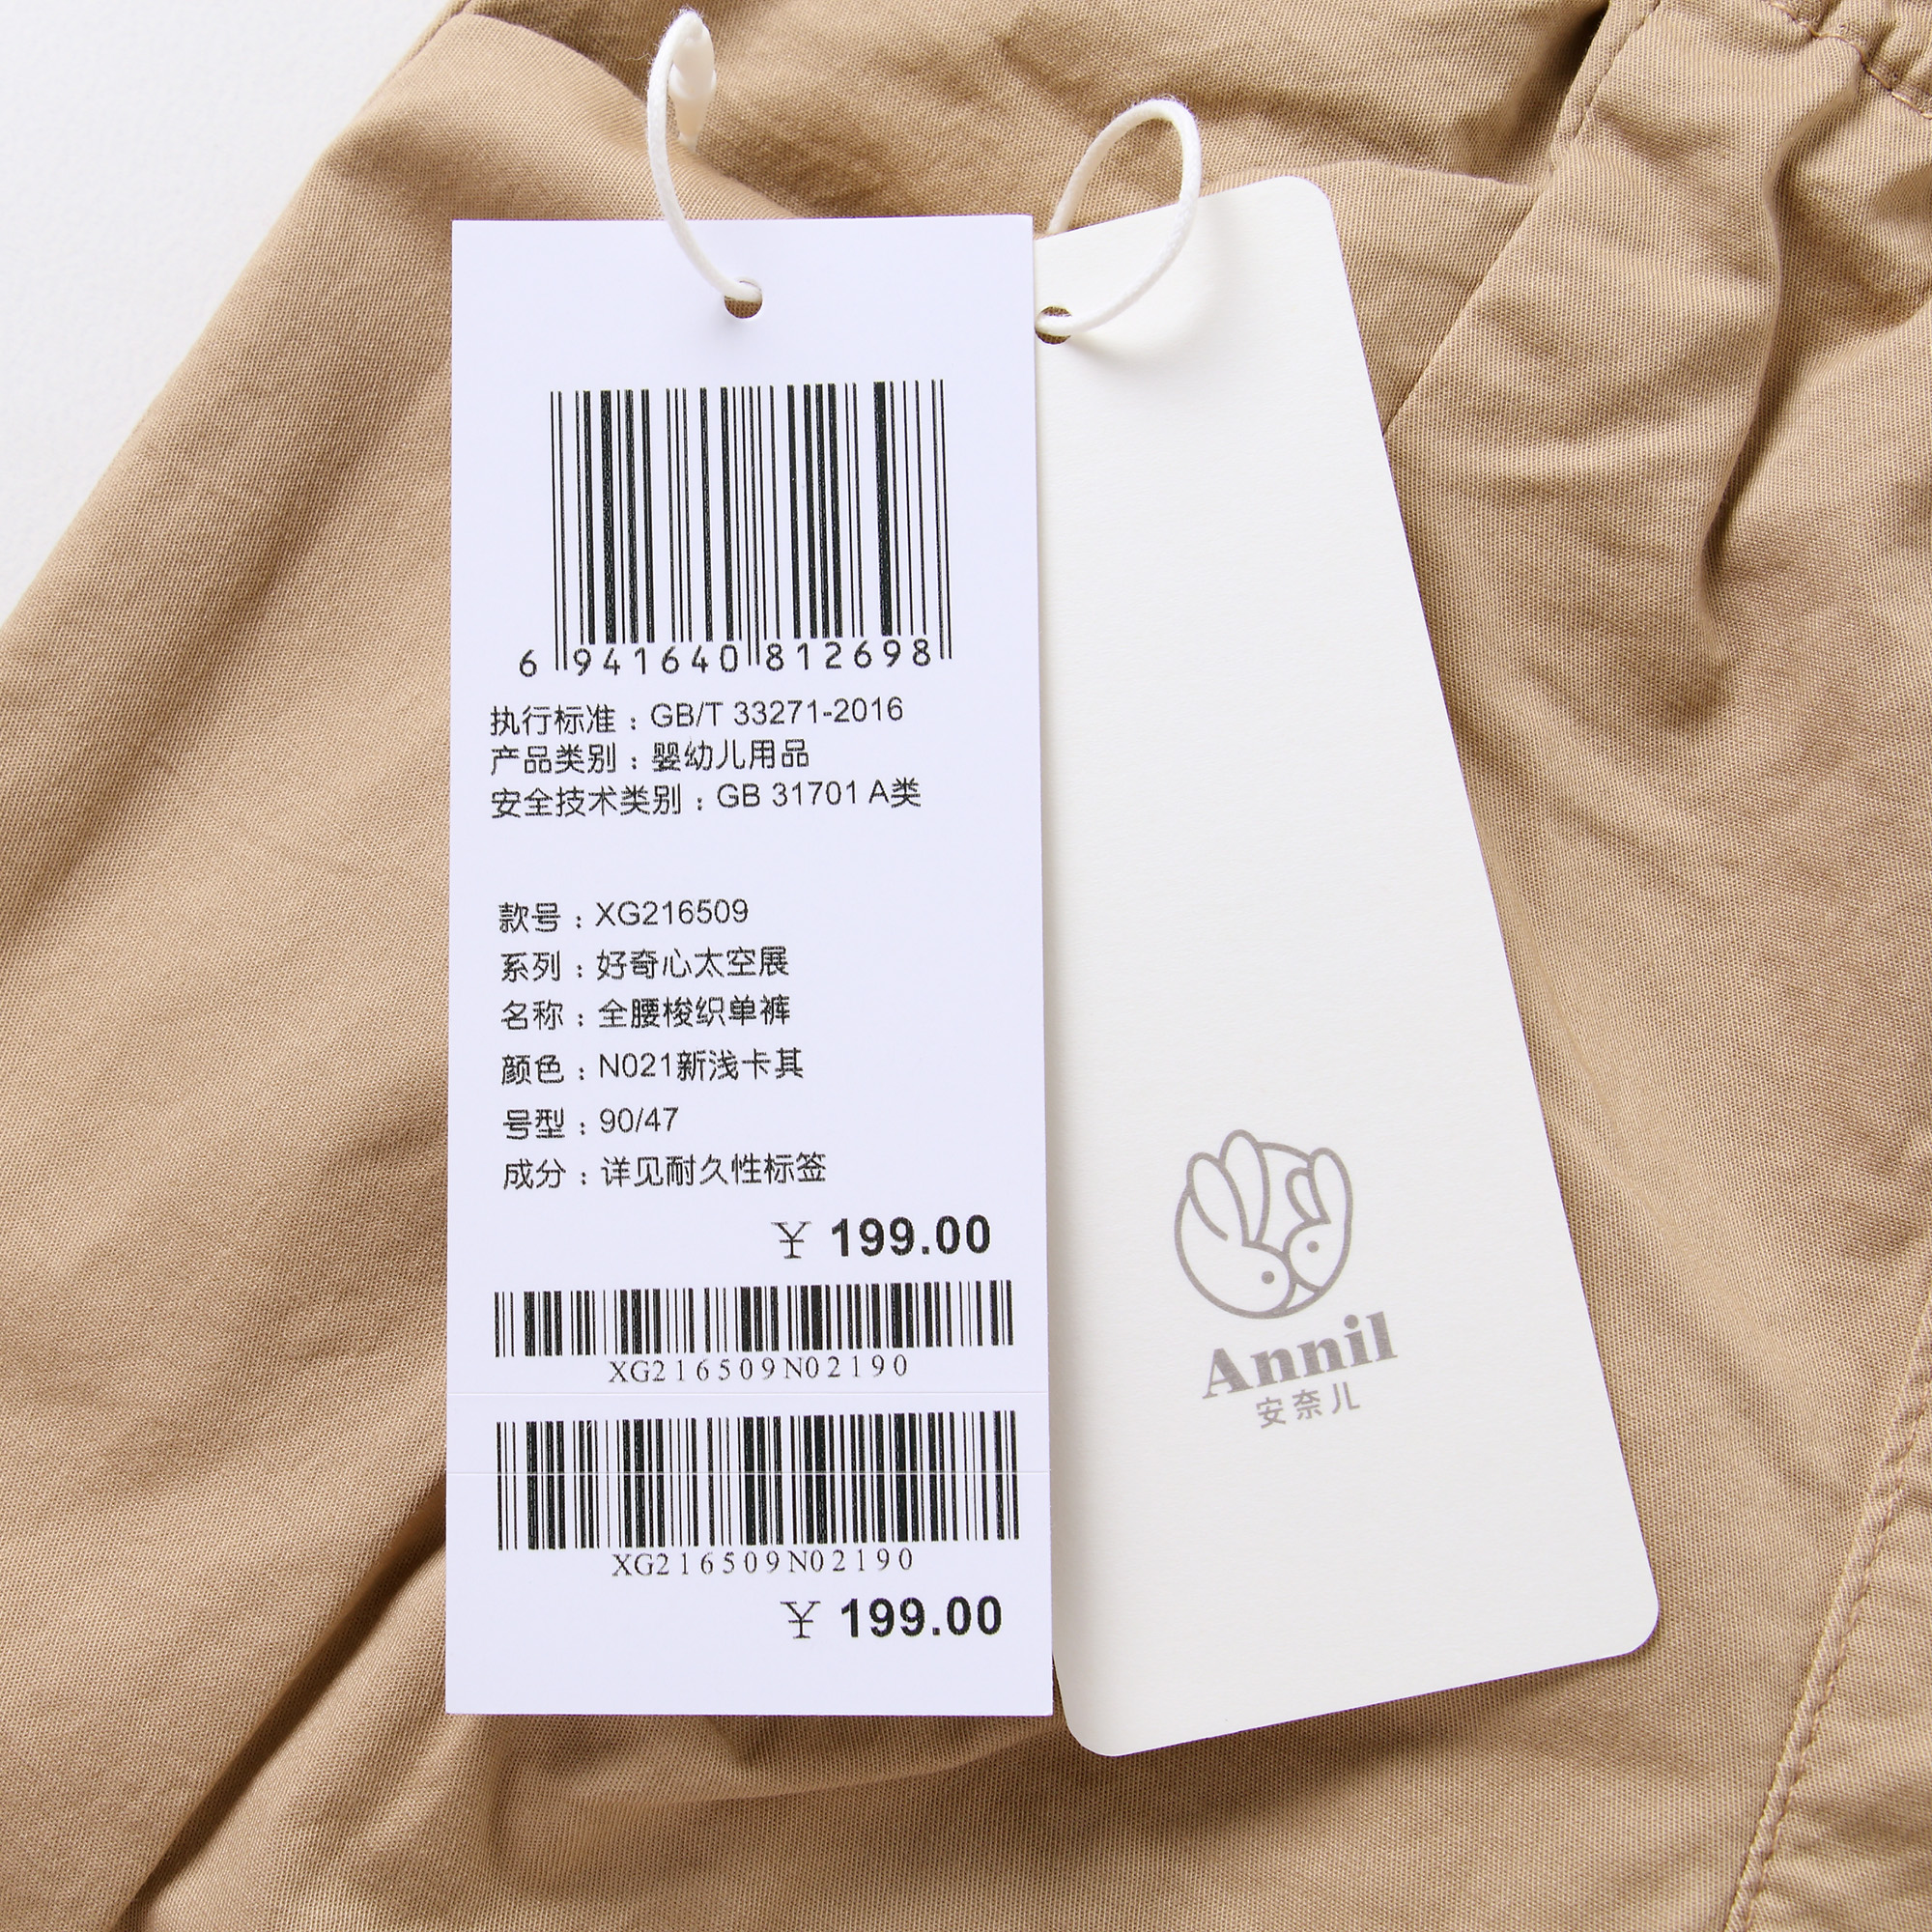 6 941640 812698
执行标准：GB/T 33271-2016
产品类别：婴幼儿用品
安全技术类别：GB 31701 A类
款号：XG216509
系列：好奇心太空展
名称：全腰梭织单裤
颜色：N021新浅卡其
号型：90/47
成分：详见耐久性标签
￥ 199.00
XG216509N02190
XG216509N02190
￥ 199.00
Annil
安奈儿